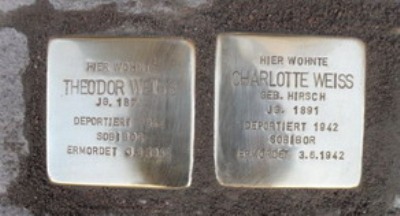 HIER WOHNTE
THEODOR WEISS
JG. 187
DEPORTIERT
SOBIBOR
ERMORDET
HIER WOHNTE
CHARLOTTE WEISS
GEB. HIRSCH
JG. 1891
DEPORTIERT 1942
SOBIBOR
ERMORDET 3.6.1942